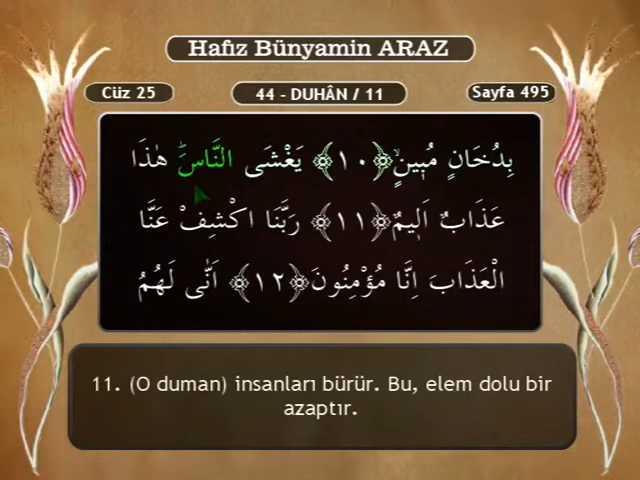 Hafız Bünyamin ARAZ
Cüz 25
44 - DUHÂN / 11
Sayfa 495
بِدُخَانٍ مُب۪ينٍۙ ﴿١٠﴾ يَغْشَى النَّاسَۜ هٰذَا
عَذَابٌ اَل۪يمٌ ﴿١١﴾ رَبَّنَا اكْشِفْ عَنَّا
الْعَذَابَ اِنَّا مُؤْمِنُونَ ﴿١٢﴾ اَنّٰى لَهُمُ
11. (O duman) insanları bürür. Bu, elem dolu bir
azaptır.